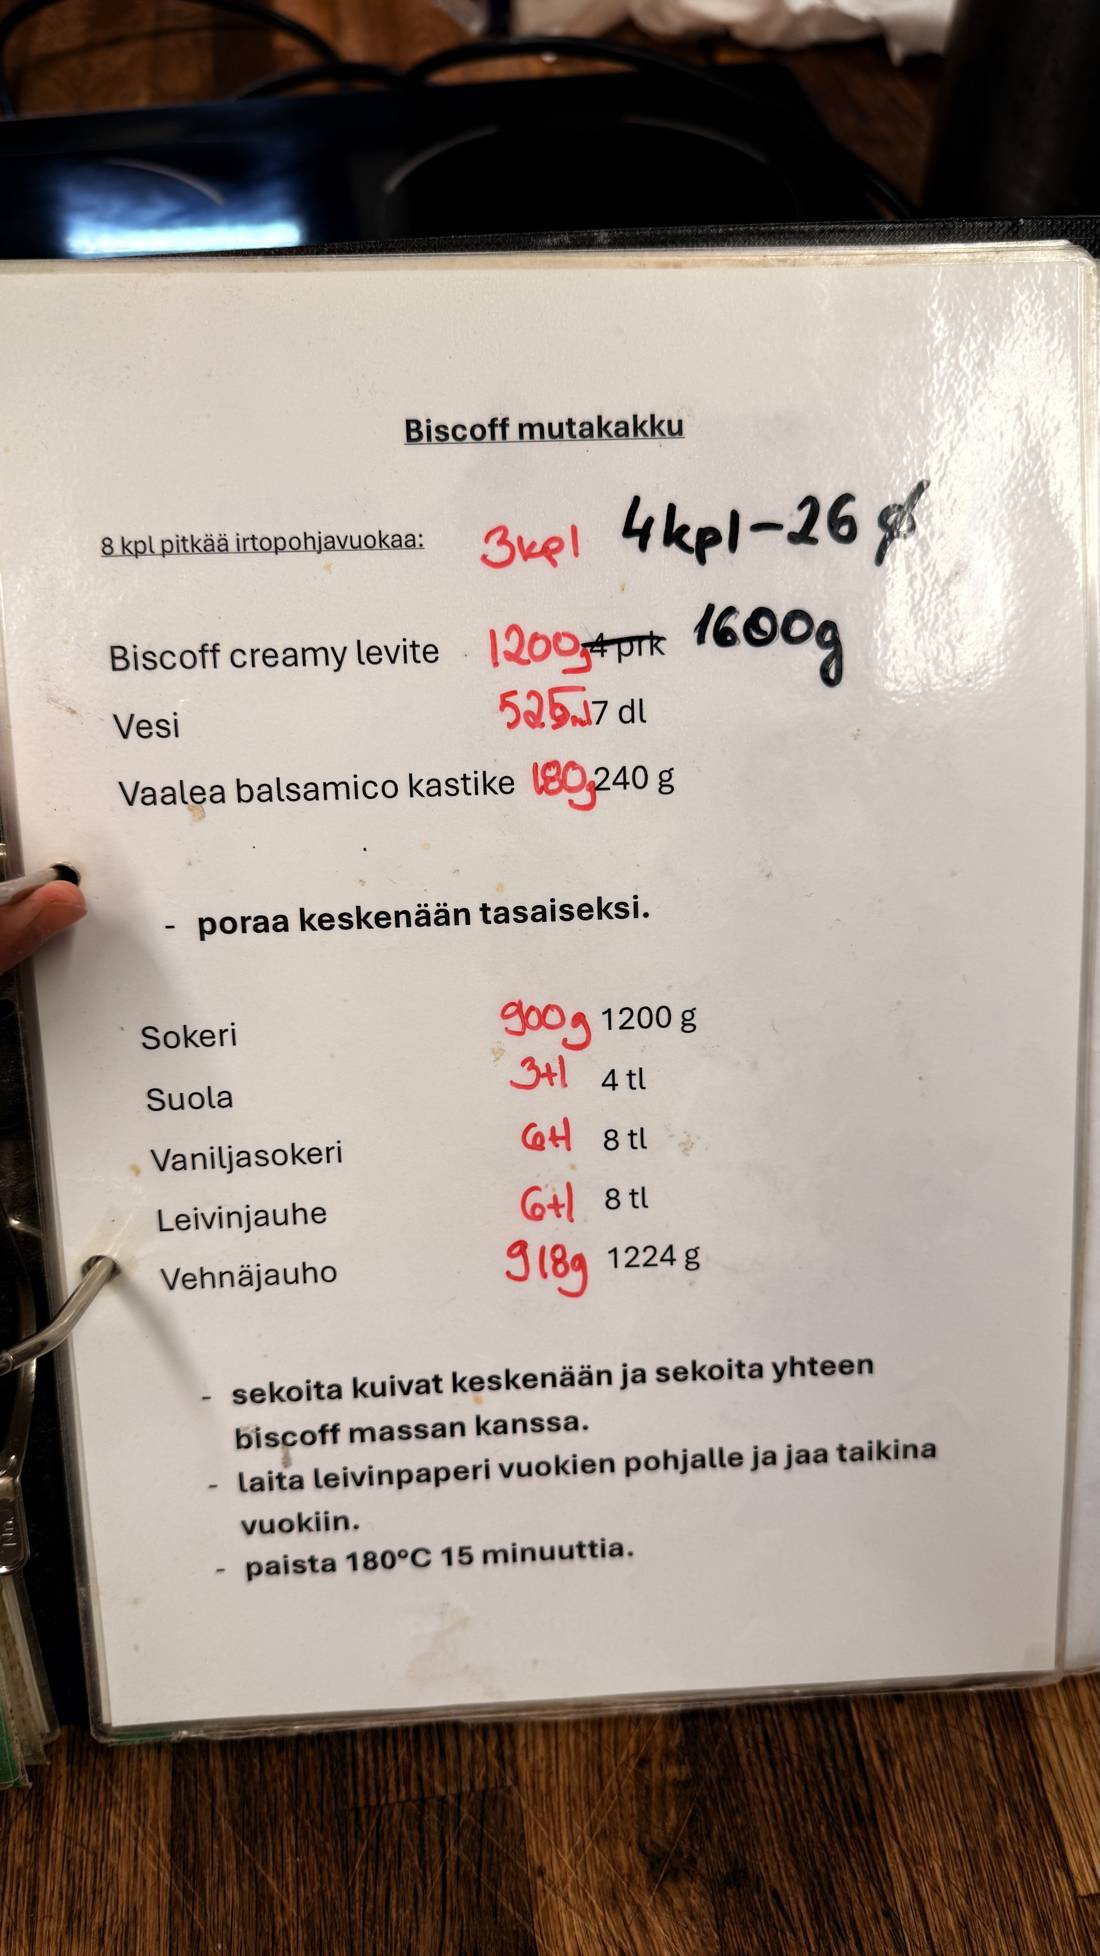 Biscoff mutakakku
8 kpl pitkää irtopohjavuokaa: 3kpl 4kpl-26 ø
Biscoff creamy levite 1200g 4 prk 1600g
Vesi 525ml 7 dl
Vaalea balsamico kastike 180g 240 g
- poraa keskenään tasaiseksi.
Sokeri 900g 1200 g
Suola 3tl 4 tl
Vaniljasokeri 6tl 8 tl
Leivinjauhe 6tl 8 tl
Vehnäjauho 918g 1224 g
- sekoita kuivat keskenään ja sekoita yhteen
biscoff massan kanssa.
- laita leivinpaperi vuokien pohjalle ja jaa taikina
vuokiin.
- paista 180°C 15 minuuttia.